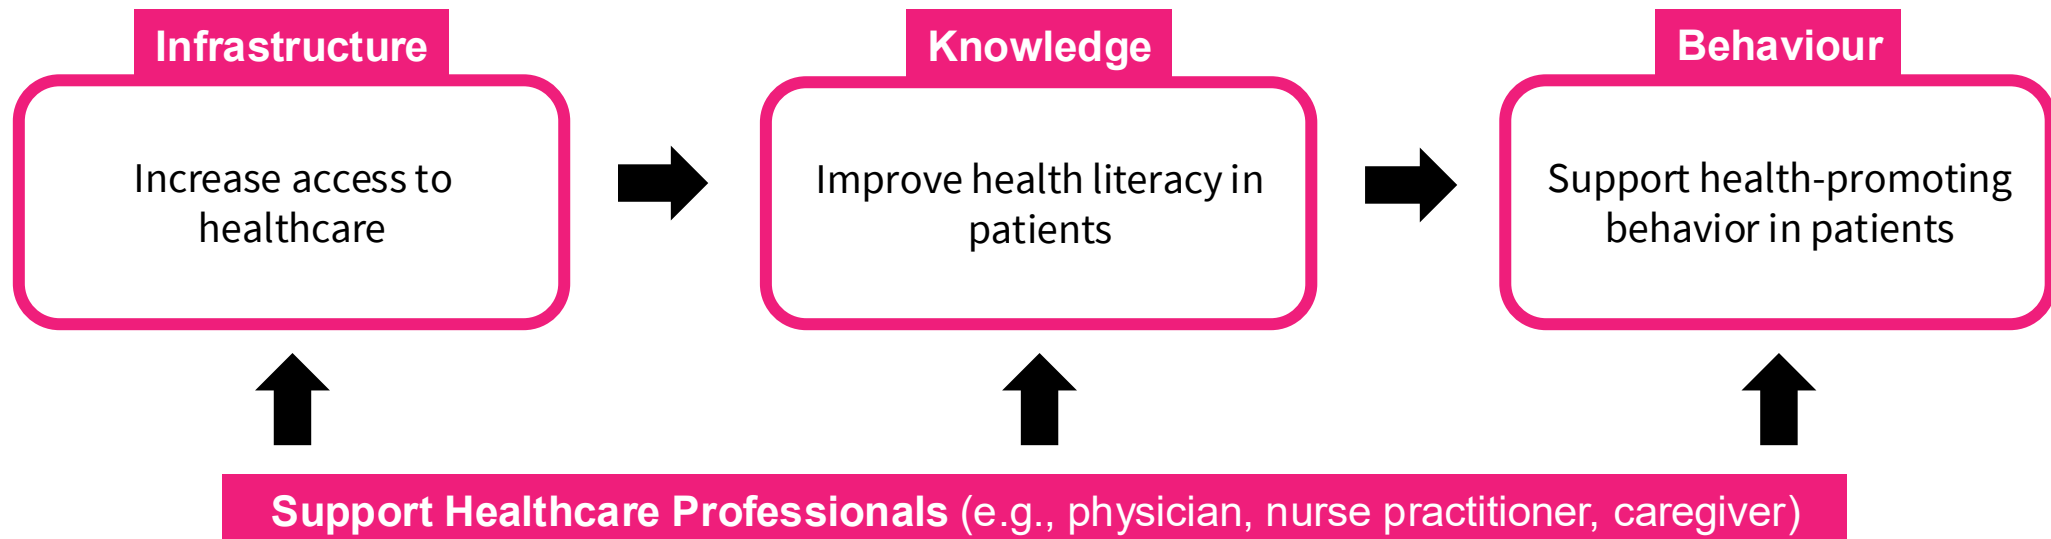 Infrastructure
Increase access to
healthcare
Knowledge
Improve health literacy in
patients
Behaviour
Support health-promoting
behavior in patients
Support Healthcare Professionals (e.g., physician, nurse practitioner, caregiver)